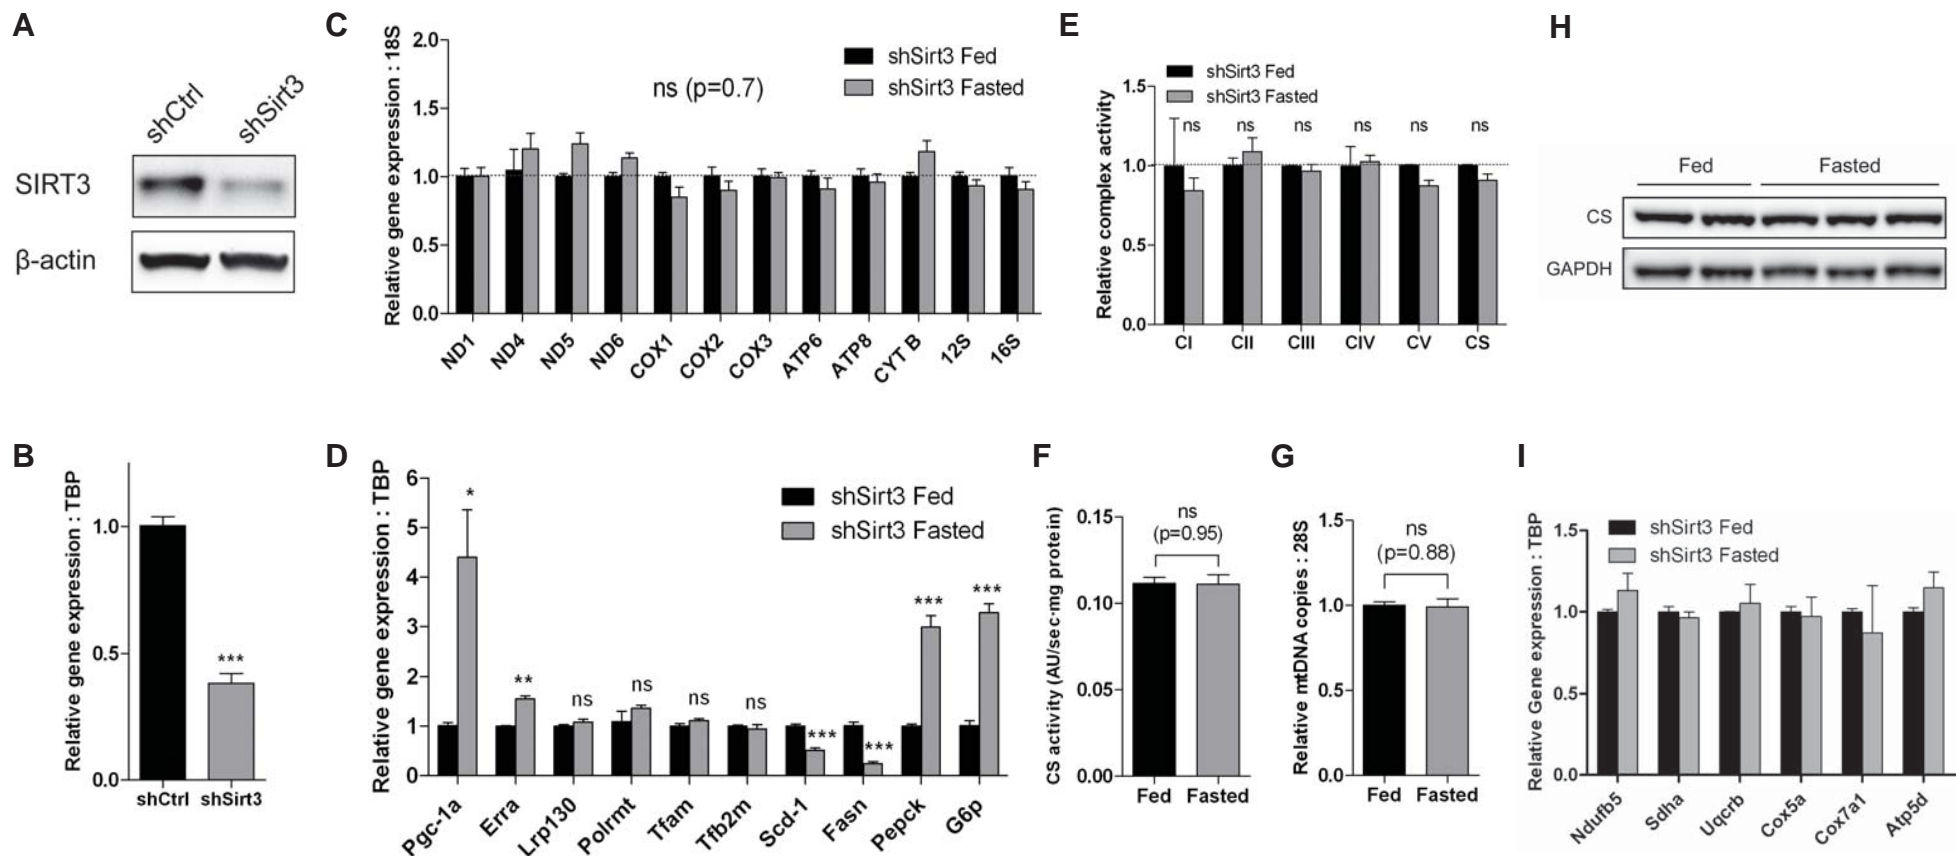 A
shCtrl
shSirt3
SIRT3
β-actin
B
Relative gene expression : TBP
1.0
0.5
0.0
***
shCtrl shSirt3
C
Relative gene expression : 18S
2.0
1.5
1.0
0.5
0.0
ns (p=0.7)
shSirt3 Fed
shSirt3 Fasted
ND1 ND4 ND5 ND6 COX1 COX2 COX3 ATP6 ATP8 CYT B 12S 16S
D
Relative gene expression : TBP
6
5
4
3
2
1
0
shSirt3 Fed
shSirt3 Fasted
* ** ns ns ns ns *** *** *** ***
Pgc-1a Erra Lrp130 Polrmt Tfam Tfb2m Scd-1 Fasn Pepck G6p
E
Relative complex activity
1.5
1.0
0.5
0.0
shSirt3 Fed
shSirt3 Fasted
ns ns ns ns ns ns
CI CII CIII CIV CV CS
F
CS activity (AU/sec·mg protein)
0.15
0.10
0.05
0.00
ns
(p=0.95)
Fed Fasted
G
Relative mtDNA copies : 28S
1.5
1.0
0.5
0.0
ns
(p=0.88)
Fed Fasted
H
Fed Fasted
CS
GAPDH
I
Relative Gene expression : TBP
1.5
1.0
0.5
0.0
shSirt3 Fed
shSirt3 Fasted
Ndufb5 Sdha Uqcrb Cox5a Cox7a1 Atp5d